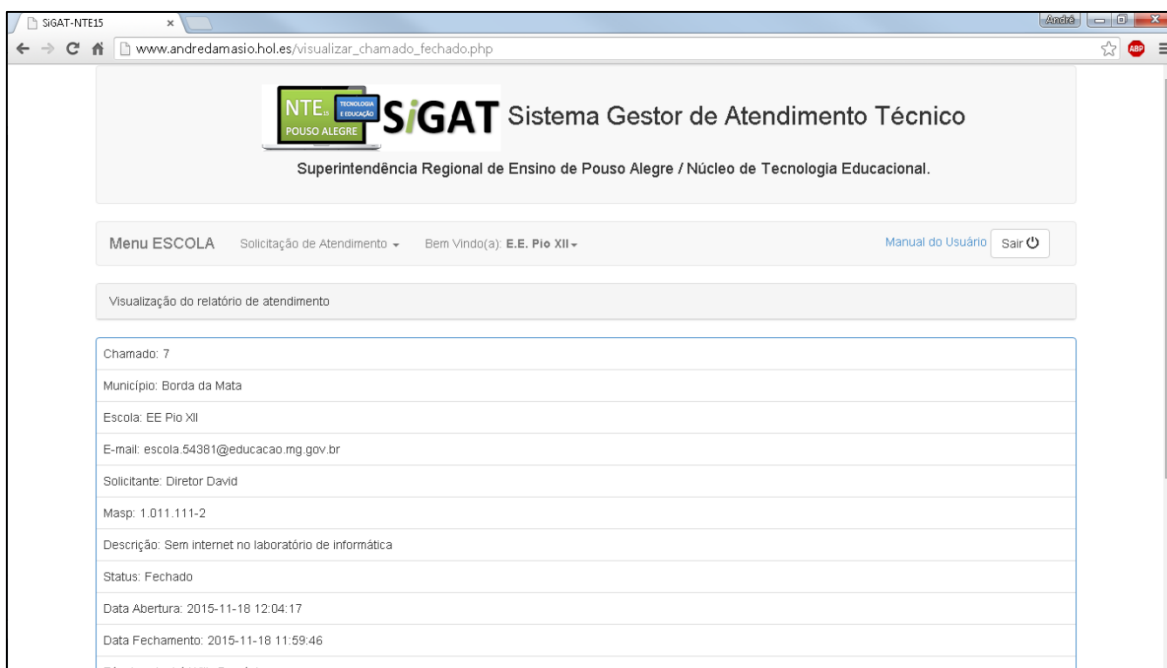 SiGAT-NTE15
André
www.andredamasio.hol.es/visualizar_chamado_fechado.php
ABP
NTE15 TECNOLOGIA E EDUCAÇÃO
POUSO ALEGRE
SiGAT Sistema Gestor de Atendimento Técnico
Superintendência Regional de Ensino de Pouso Alegre / Núcleo de Tecnologia Educacional.
Menu ESCOLA Solicitação de Atendimento Bem Vindo(a): E.E. Pio XII Manual do Usuário Sair
Visualização do relatório de atendimento
Chamado: 7
Município: Borda da Mata
Escola: EE Pio XII
E-mail: escola.54381@educacao.mg.gov.br
Solicitante: Diretor David
Masp: 1.011.111-2
Descrição: Sem internet no laboratório de informática
Status: Fechado
Data Abertura: 2015-11-18 12:04:17
Data Fechamento: 2015-11-18 11:59:46